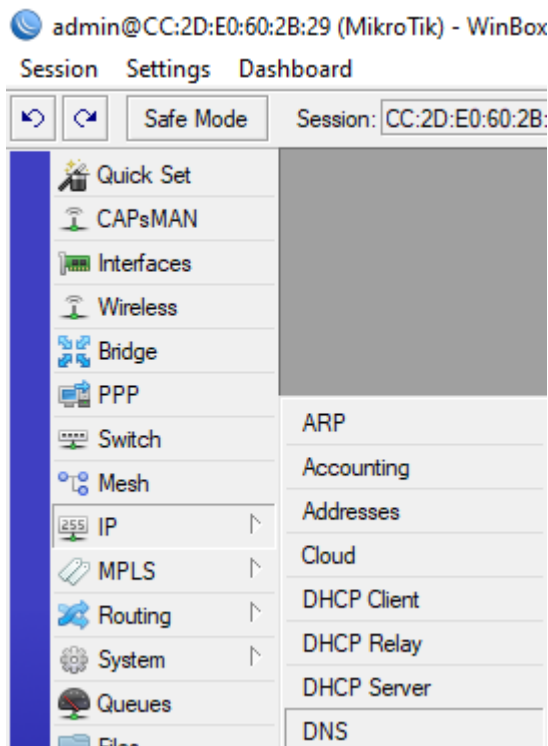 admin@CC:2D:E0:60:2B:29 (MikroTik) - WinBox
Session Settings Dashboard
Safe Mode Session: CC:2D:E0:60:2B:
Quick Set
CAPsMAN
Interfaces
Wireless
Bridge
PPP
Switch
Mesh
255 IP
MPLS
Routing
System
Queues
Files
ARP
Accounting
Addresses
Cloud
DHCP Client
DHCP Relay
DHCP Server
DNS